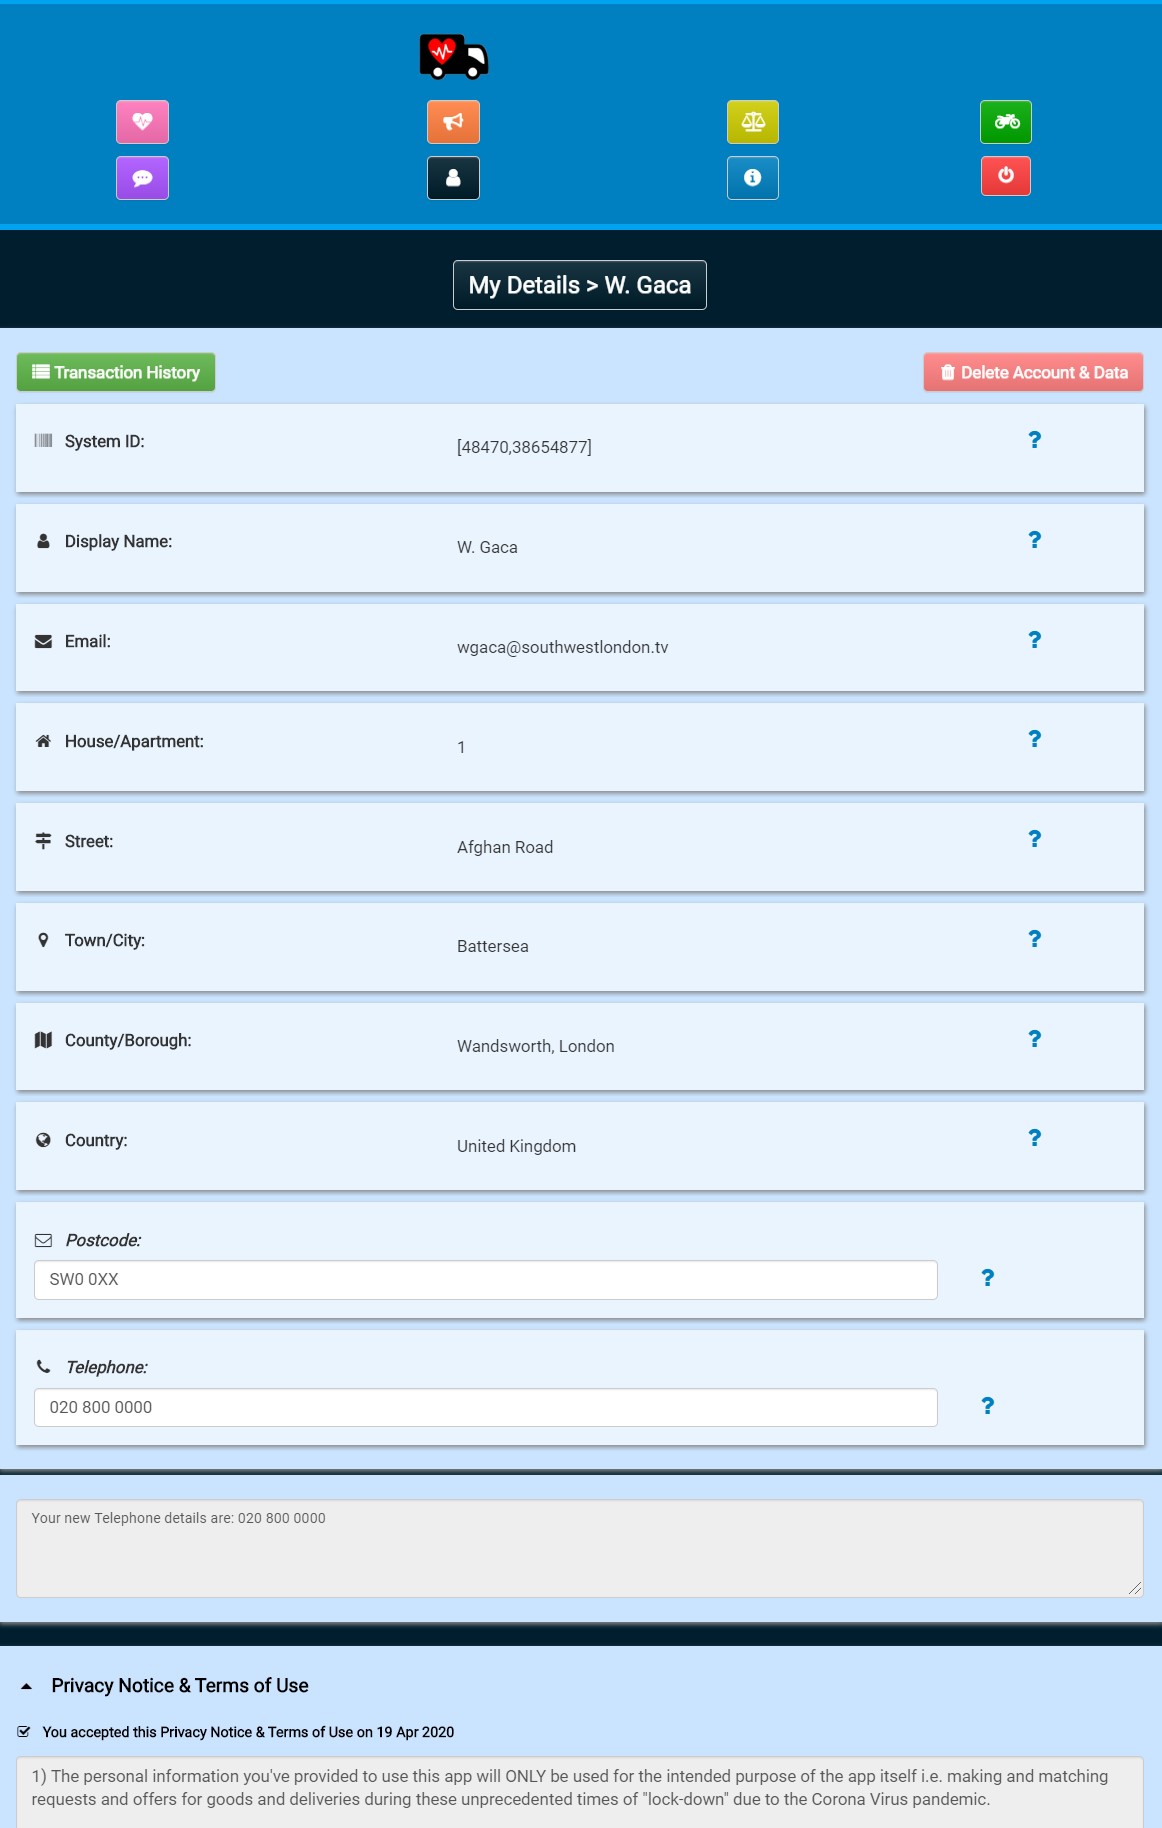 My Details > W. Gaca
Transaction History
Delete Account & Data
System ID:
[48470,38654877]
?
Display Name:
W. Gaca
?
Email:
wgaca@southwestlondon.tv
?
House/Apartment:
1
?
Street:
Afghan Road
?
Town/City:
Battersea
?
County/Borough:
Wandsworth, London
?
Country:
United Kingdom
?
Postcode:
SW0 0XX
?
Telephone:
020 800 0000
?
Your new Telephone details are: 020 800 0000
Privacy Notice & Terms of Use
You accepted this Privacy Notice & Terms of Use on 19 Apr 2020
1) The personal information you've provided to use this app will ONLY be used for the intended purpose of the app itself i.e. making and matching
requests and offers for goods and deliveries during these unprecedented times of "lock-down" due to the Corona Virus pandemic.